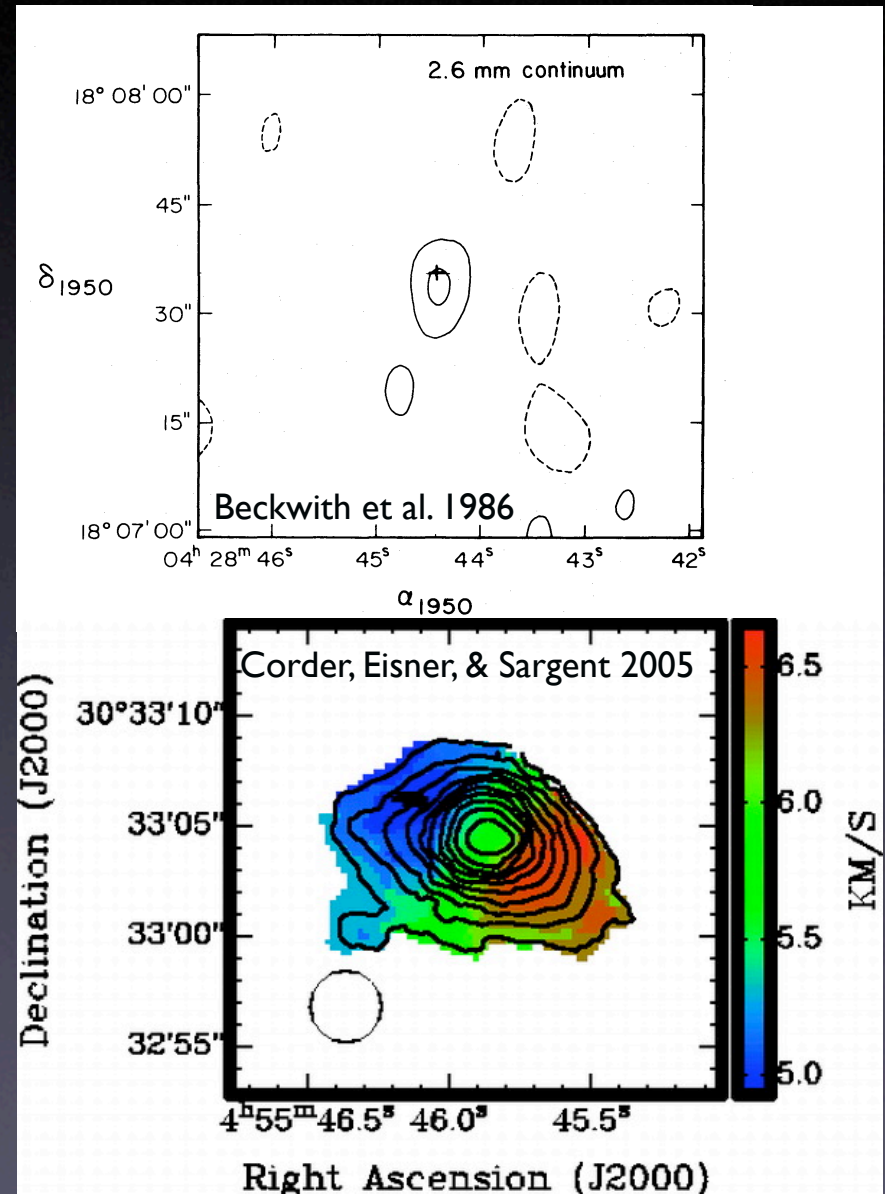 2.6 mm continuum
18° 08' 00"
45"
δ1950
30"
15"
Beckwith et al. 1986
18° 07' 00"
04h 28m 46s 45s 44s 43s 42s
α1950
Corder, Eisner, & Sargent 2005
6.5
30°33'10"
6.0
33'05"
KM/S
Declination (J2000)
33'00"
5.5
32'55"
5.0
4h55m46.5s 46.0s 45.5s
Right Ascension (J2000)